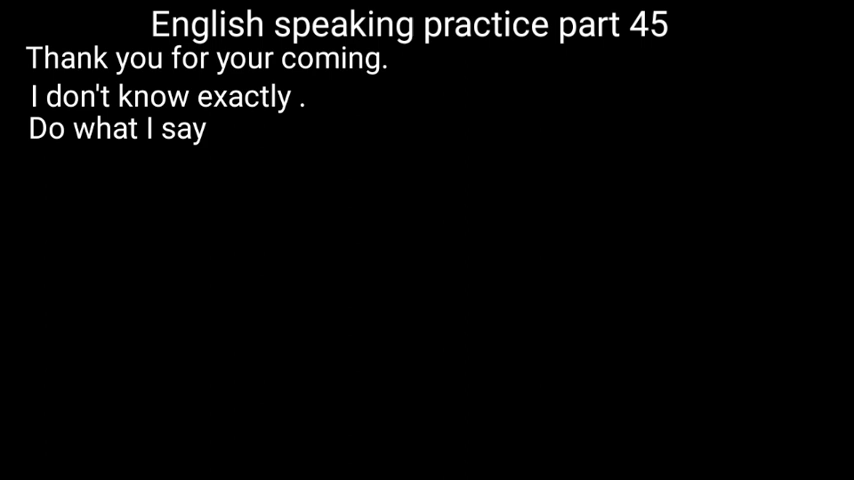 English speaking practice part 45
Thank you for your coming.
I don't know exactly .
Do what I say